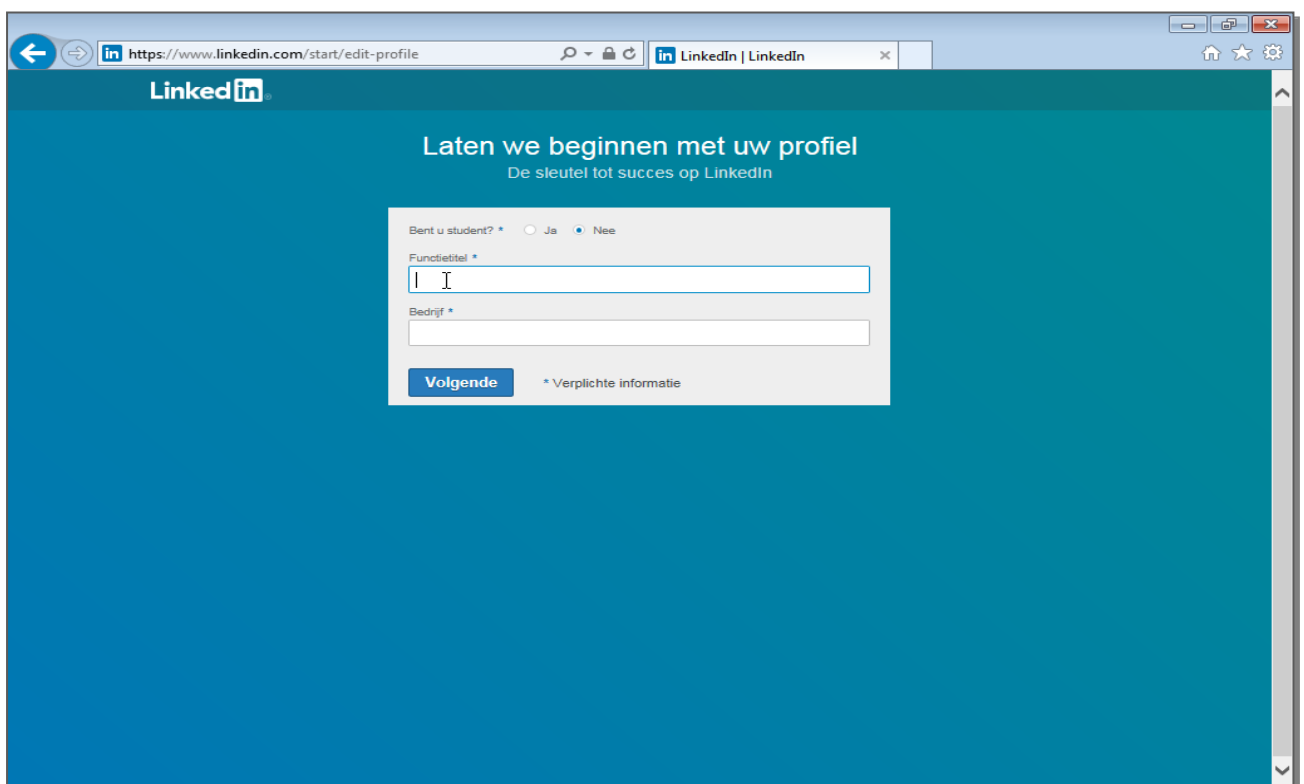 https://www.linkedin.com/start/edit-profile
in LinkedIn | LinkedIn
Linked in®
Laten we beginnen met uw profiel
De sleutel tot succes op LinkedIn
Bent u student? * Ja Nee
Functietitel *
Bedrijf *
Volgende * Verplichte informatie